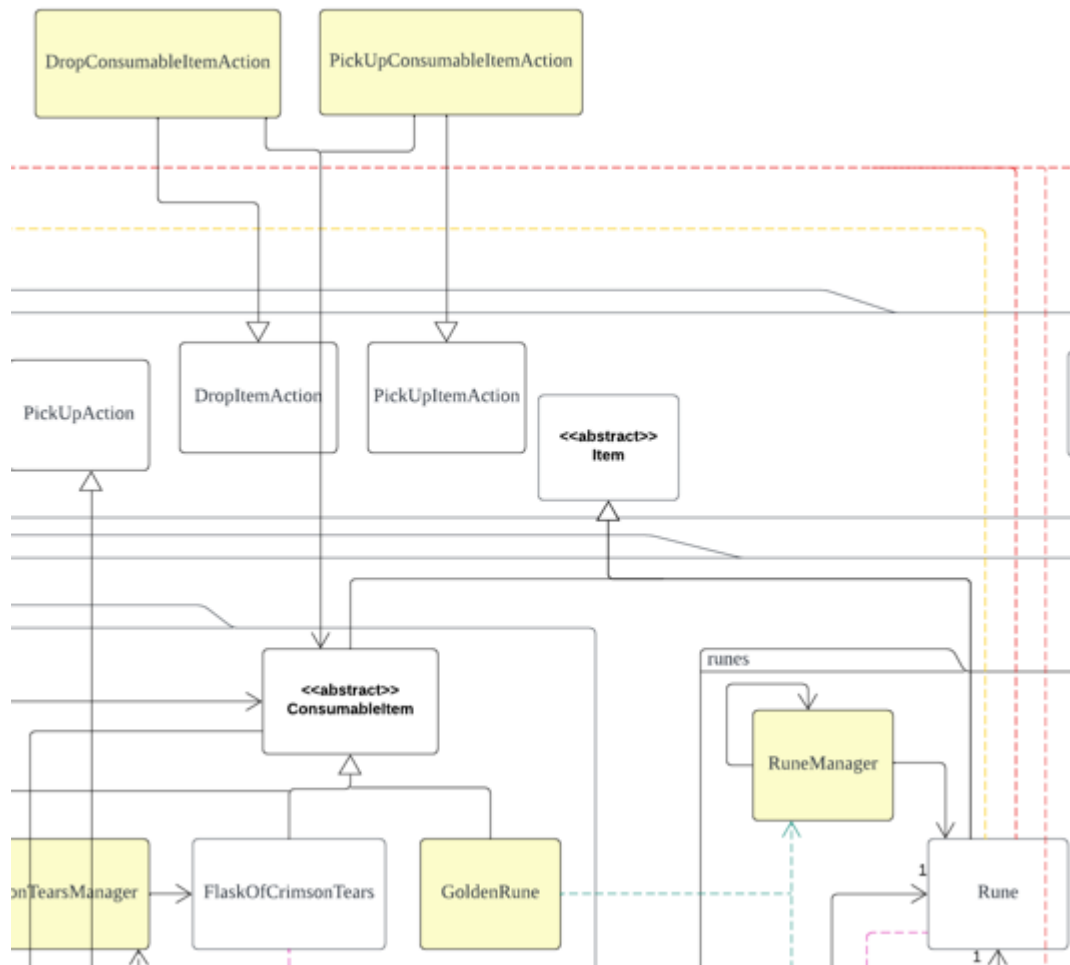 DropConsumableItemAction
PickUpConsumableItemAction
PickUpAction
DropItemAction
PickUpItemAction
<<abstract>>
Item
<<abstract>>
ConsumableItem
runes
RuneManager
onTearsManager
FlaskOfCrimsonTears
GoldenRune
1
Rune
1